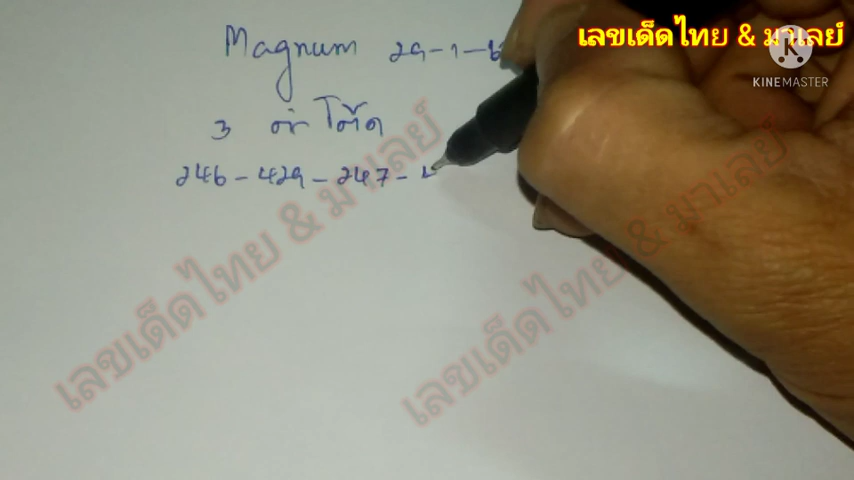 เลขเด็ดไทย & มาเลย์
K
KINEMASTER
Magnum 29-1-6
3 ตัว โต๊ด
246-429-247-
เลขเด็ดไทย & มาเลย์
เลขเด็ดไทย & มาเลย์